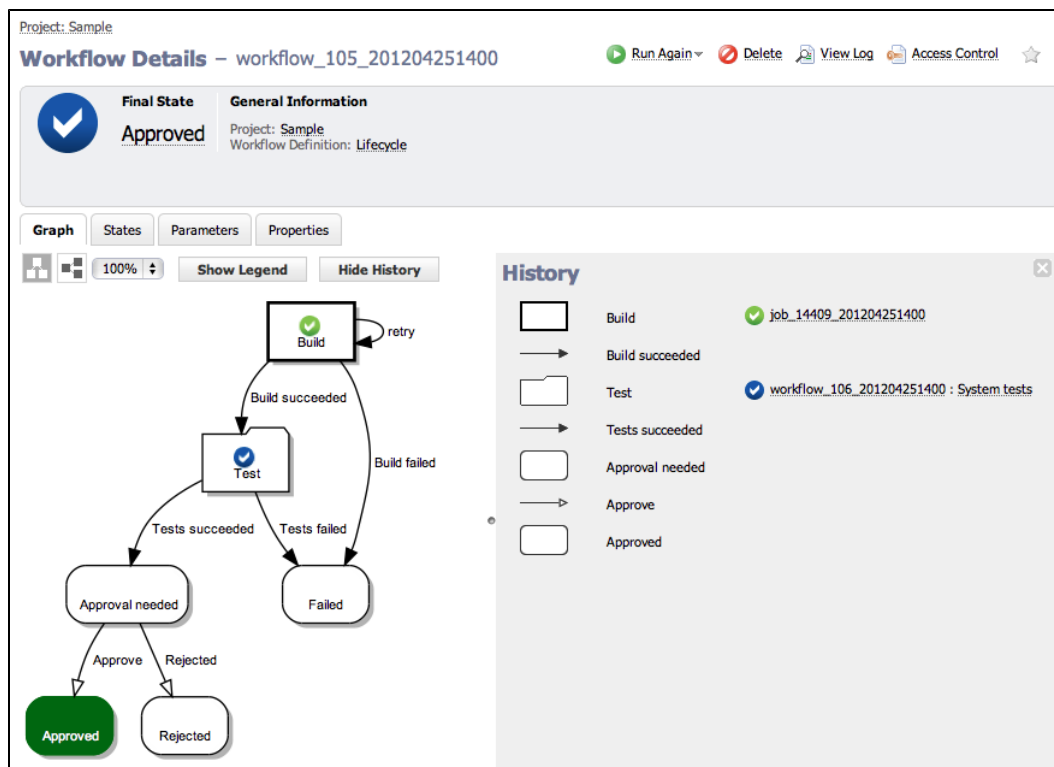 Project: Sample
Workflow Details – workflow_105_201204251400
Run Again
Delete
View Log
Access Control
Final State
General Information
Approved
Project: Sample
Workflow Definition: Lifecycle
Graph
States
Parameters
Properties
100%
Show Legend
Hide History
Build
retry
Build succeeded
Build failed
Test
Tests succeeded
Tests failed
Approval needed
Failed
Approve
Rejected
Approved
Rejected
History
Build
job_14409_201204251400
Build succeeded
Test
workflow_106_201204251400 : System tests
Tests succeeded
Approval needed
Approve
Approved